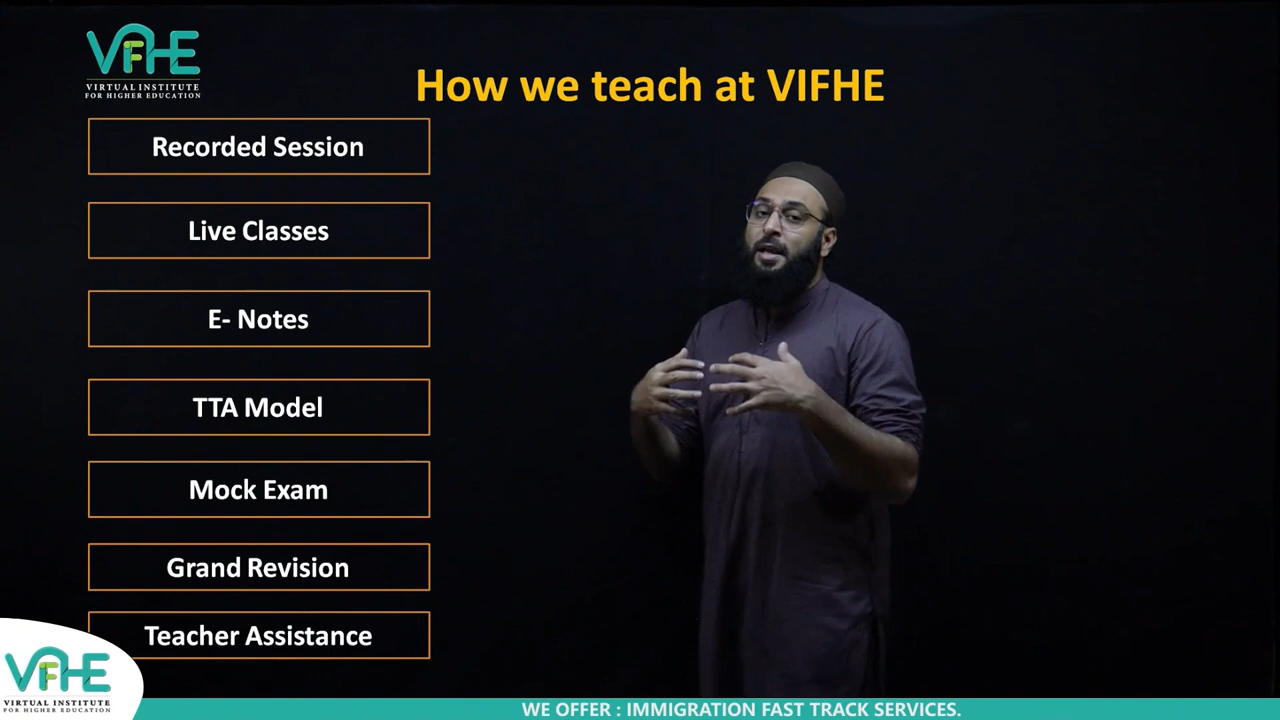 VIFHE
VIRTUAL INSTITUTE
FOR HIGHER EDUCATION
How we teach at VIFHE
Recorded Session
Live Classes
E- Notes
TTA Model
Mock Exam
Grand Revision
Teacher Assistance
VIFHE
VIRTUAL INSTITUTE
FOR HIGHER EDUCATION
WE OFFER : IMMIGRATION FAST TRACK SERVICES.